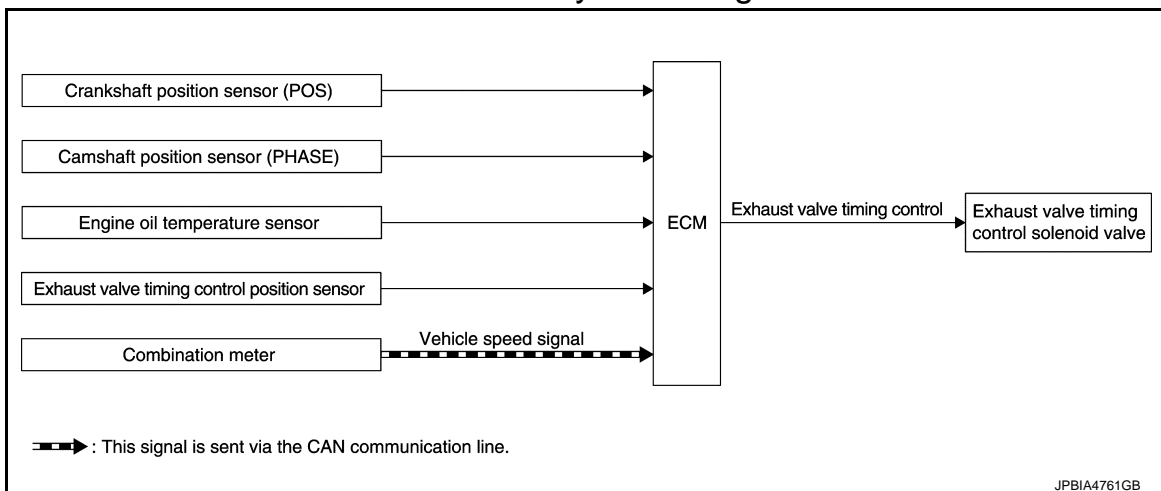 Crankshaft position sensor (POS)
Camshaft position sensor (PHASE)
Engine oil temperature sensor
Exhaust valve timing control position sensor
Combination meter
Vehicle speed signal
ECM
Exhaust valve timing control
Exhaust valve timing
control solenoid valve
: This signal is sent via the CAN communication line.
JPBIA4761GB